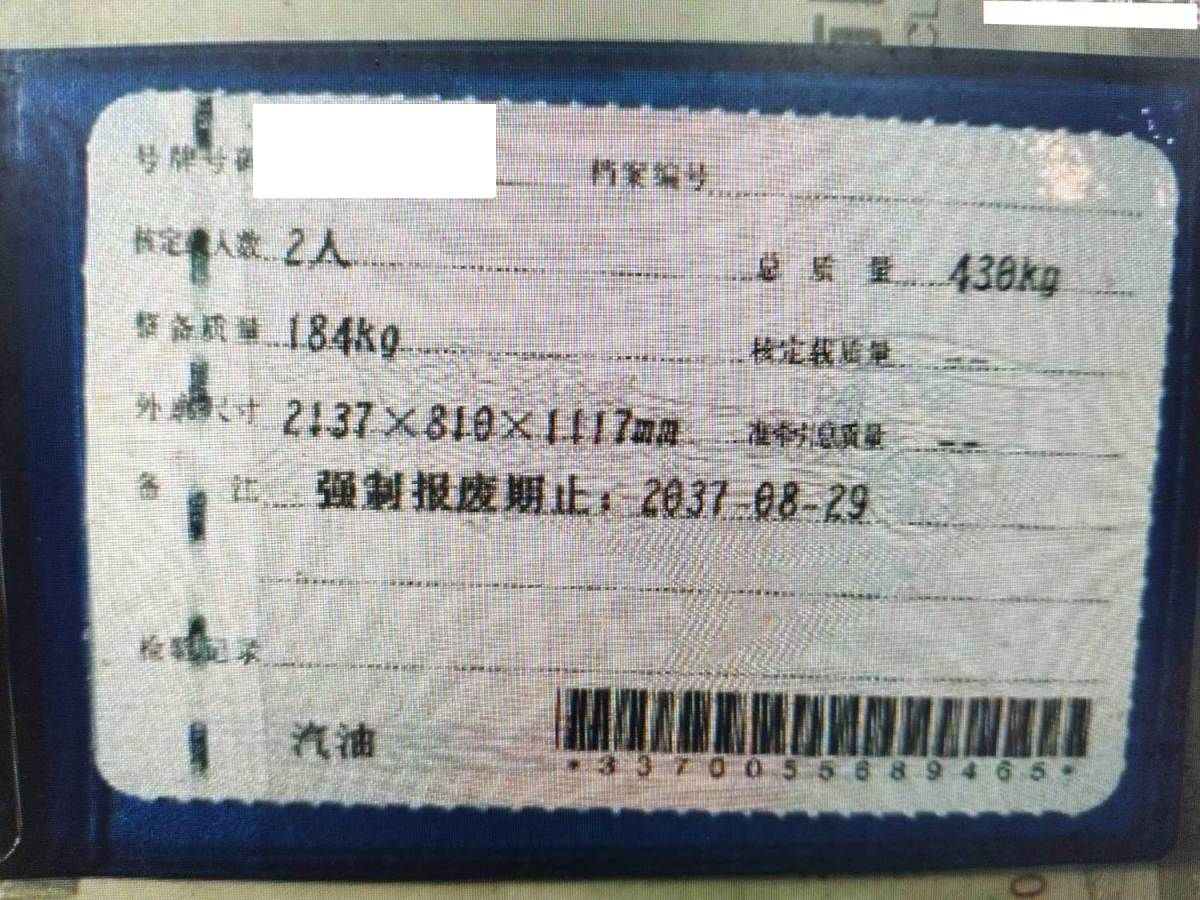 号牌号码 档案编号
核定载人数 2人 总质量 430kg
整备质量 184kg 核定载质量 --
外廓尺寸 2137×810×1117mm 准牵引总质量 --
备注 强制报废期止：2037-08-29
检验记录
汽油
*3370055689465*